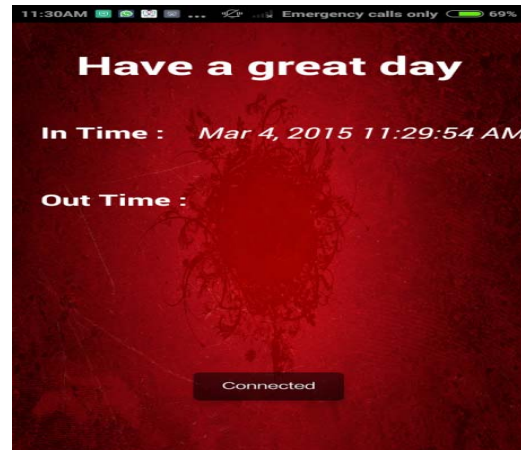 11:30AM ... Emergency calls only 69%
Have a great day
In Time : Mar 4, 2015 11:29:54 AM
Out Time :
Connected